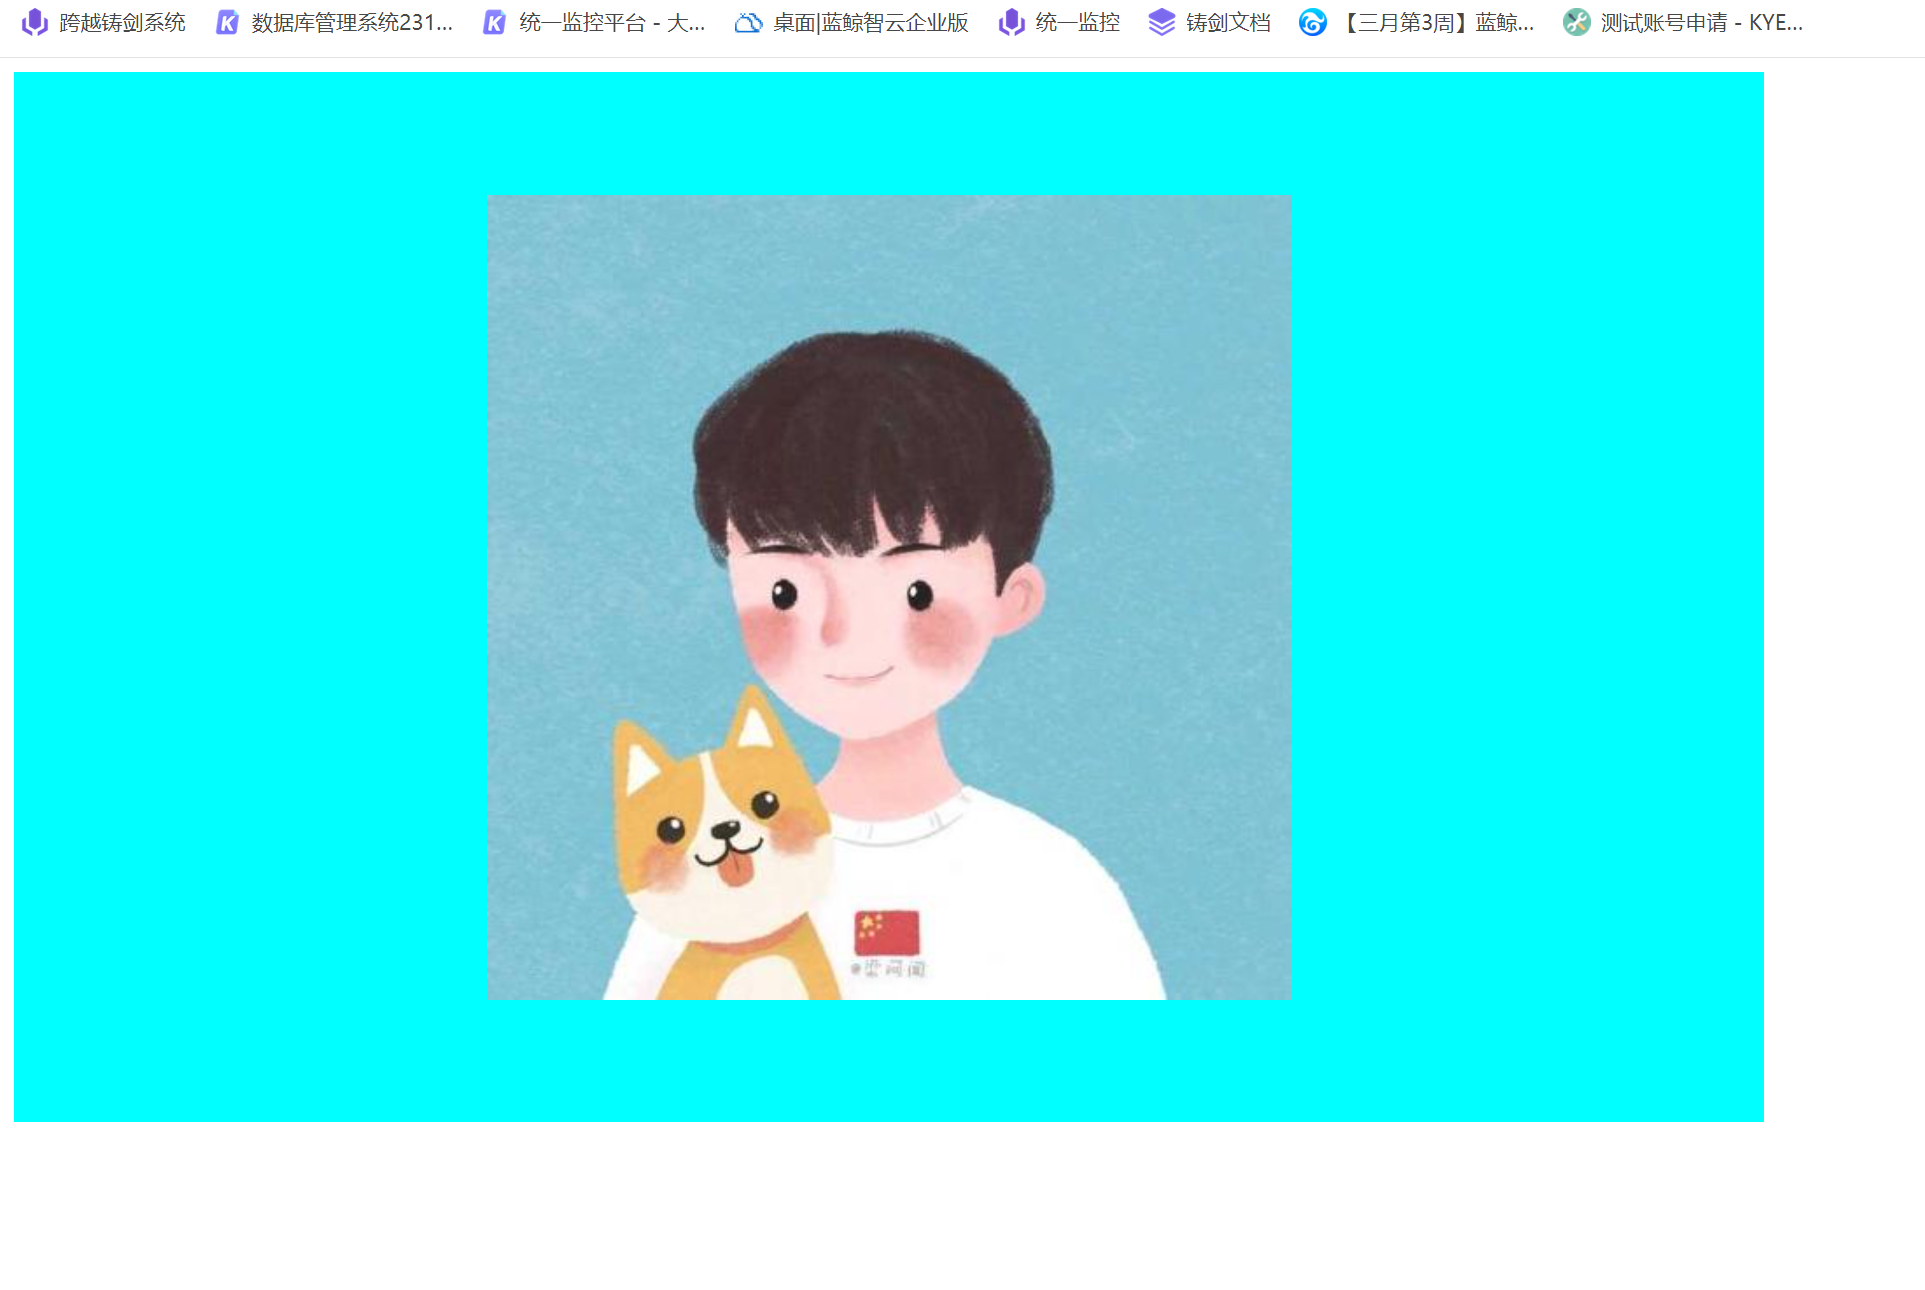 跨越铸剑系统
数据库管理系统231...
统一监控平台 - 大...
桌面|蓝鲸智云企业版
统一监控
铸剑文档
【三月第3周】蓝鲸...
测试账号申请 - KYE...